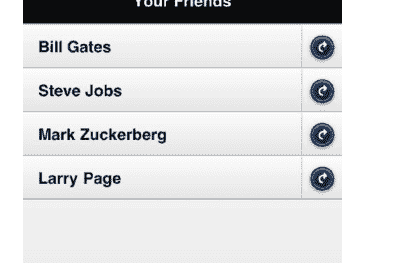 Your Friends
Bill Gates
Steve Jobs
Mark Zuckerberg
Larry Page